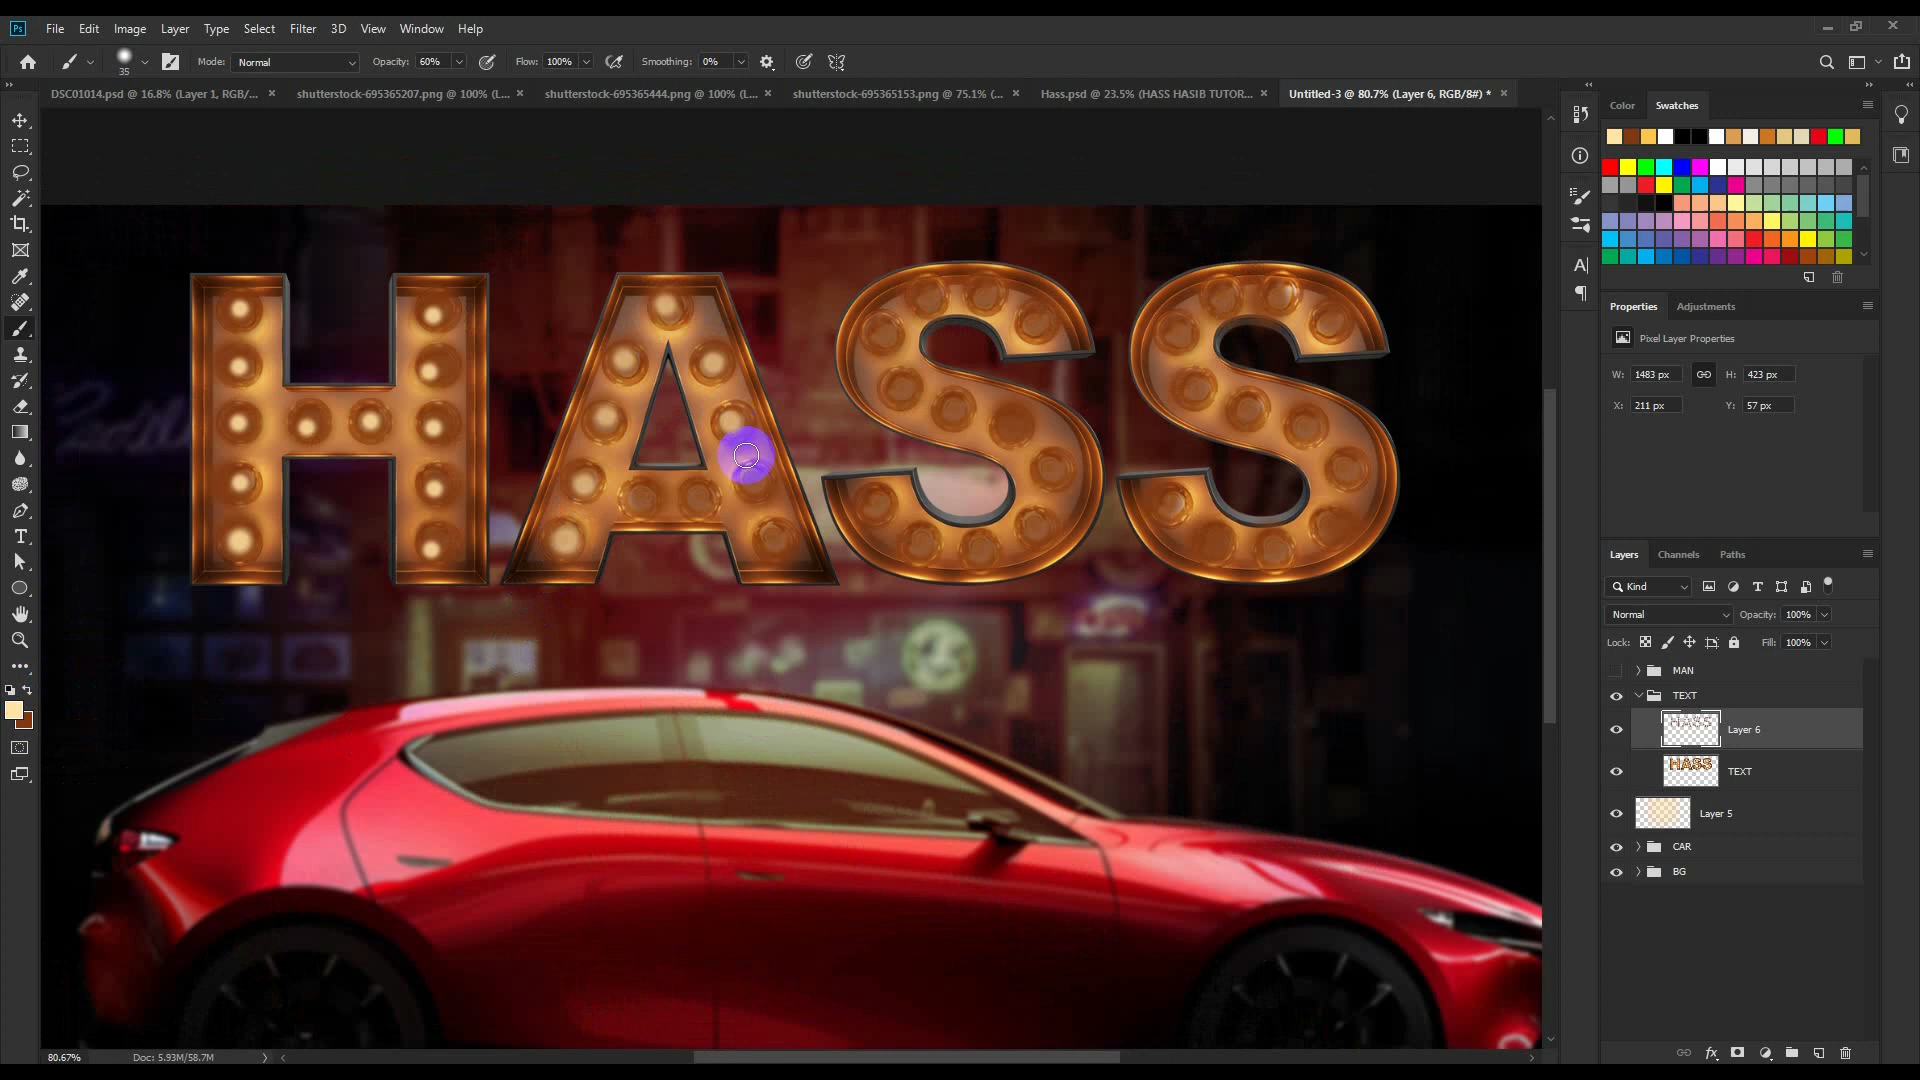 Ps File Edit Image Layer Type Select Filter 3D View Window Help
35 Mode: Normal Opacity: 60% Flow: 100% Smoothing: 0%
DSC01014.psd @ 16.8% (Layer 1, RGB/... shutterstock-695365207.png @ 100% (L... shutterstock-695365444.png @ 100% (L... shutterstock-695365153.png @ 75.1% (... Hass.psd @ 23.5% (HASS HASIB TUTOR... Untitled-3 @ 80.7% (Layer 6, RGB/8#) *
Color Swatches
HASS
Properties Adjustments
Pixel Layer Properties
W: 1483 px H: 423 px
X: 211 px Y: 57 px
Layers Channels Paths
Kind
Normal Opacity: 100%
Lock: Fill: 100%
MAN
TEXT
HASS Layer 6
HASS TEXT
Layer 5
CAR
BG
80.67% Doc: 5.93M/58.7M